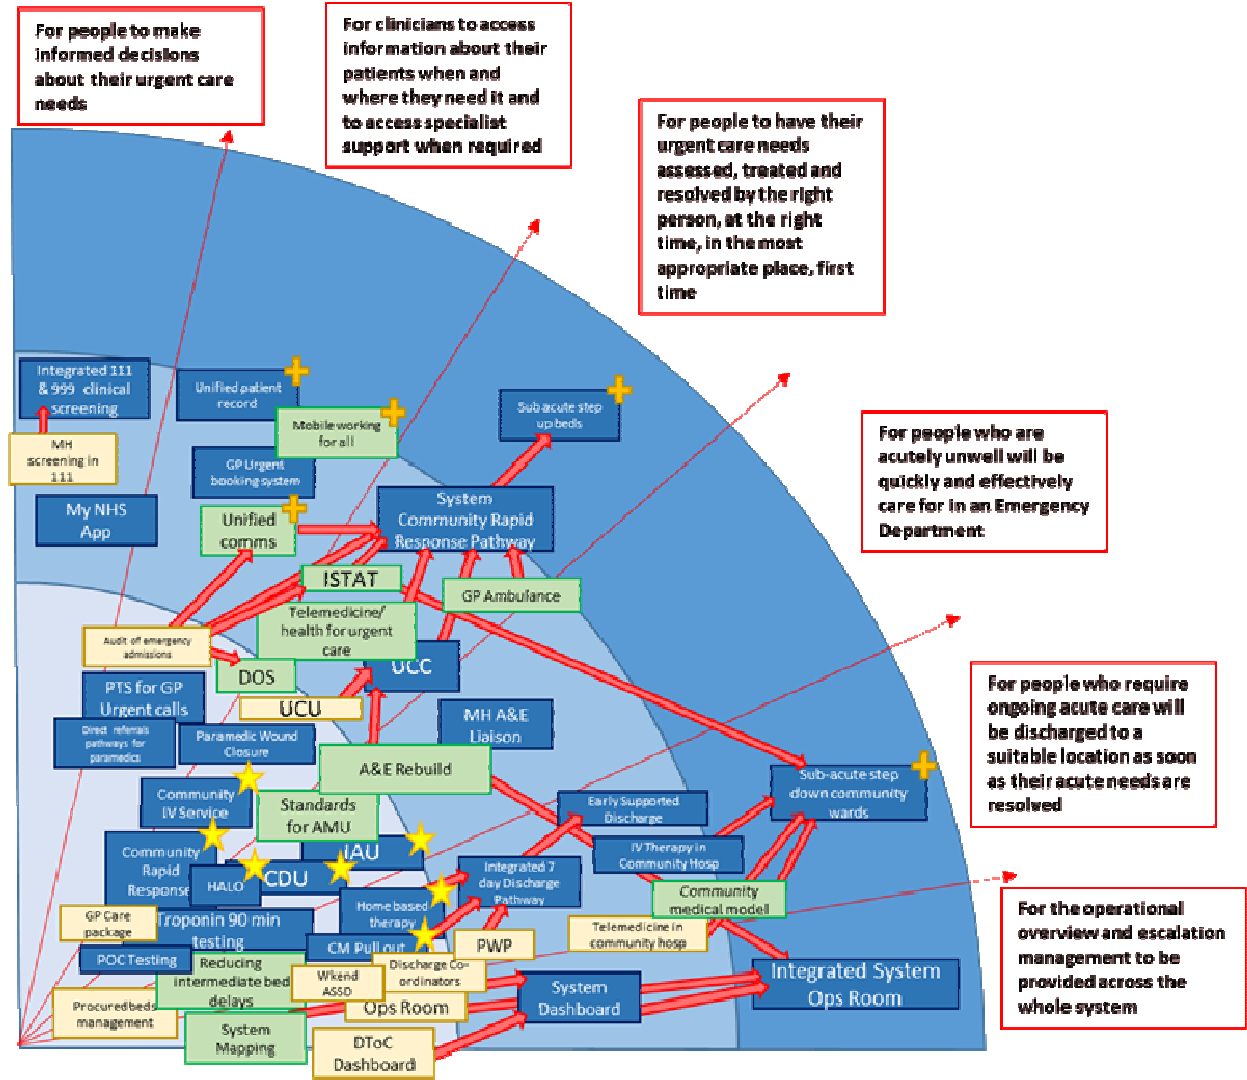 For people to make
informed decisions
about their urgent care
needs
For clinicians to access
information about their
patients when and
where they need it and
to access specialist
support when required
For people to have their
urgent care needs
assessed, treated and
resolved by the right
person, at the right
time, in the most
appropriate place, first
time
For people who are
acutely unwell will be
quickly and effectively
care for in an Emergency
Department
For people who require
ongoing acute care will
be discharged to a
suitable location as soon
as their acute needs are
resolved
For the operational
overview and escalation
management to be
provided across the
whole system
Integrated 111
& 999 clinical
screening
MH
screening in
111
My NHS
App
Unified patient
record
Mobile working
for all
GP Urgent
booking system
Unified
comms
Sub acute step
up beds
System
Community Rapid
Response Pathway
ISTAT
GP Ambulance
Telemedicine/
health for urgent
care
Audit of emergency
admissions
DOS
UCC
UCU
PTS for GP
Urgent calls
Direct referrals
pathways for
paramedics
Paramedic Wound
Closure
MH A&E
Liaison
A&E Rebuild
Community
IV Service
Standards
for AMU
Sub-acute step
down community
wards
Early Supported
Discharge
IV Therapy in
Community Hosp
IAU
CDU
Community
Rapid
Response
HALO
Integrated 7
day Discharge
Pathway
Home based
therapy
Community
medical model
GP Care
package
Troponin 90 min
testing
CM Pull out
PWP
Telemedicine in
community hosp
POC Testing
Reducing
intermediate bed
delays
W'kend
ASSD
Discharge Co-
ordinators
Ops Room
System
Dashboard
Integrated System
Ops Room
Procured beds
management
System
Mapping
DToC
Dashboard